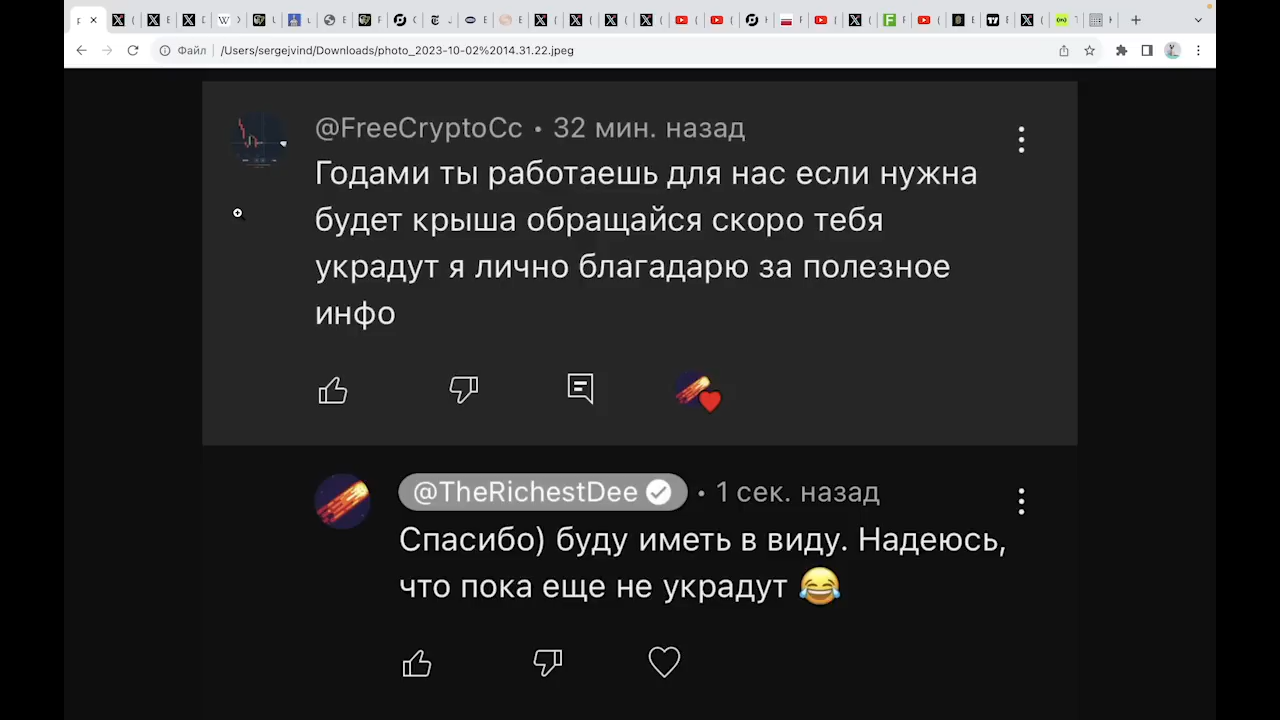 Файл
/Users/sergejvind/Downloads/photo_2023-10-02%2014.31.22.jpeg
@FreeCryptoCc • 32 мин. назад
Годами ты работаешь для нас если нужна
будет крыша обращайся скоро тебя
украдут я лично благадарю за полезное
инфо
@TheRichestDee • 1 сек. назад
Спасибо) буду иметь в виду. Надеюсь,
что пока еще не украдут 😂